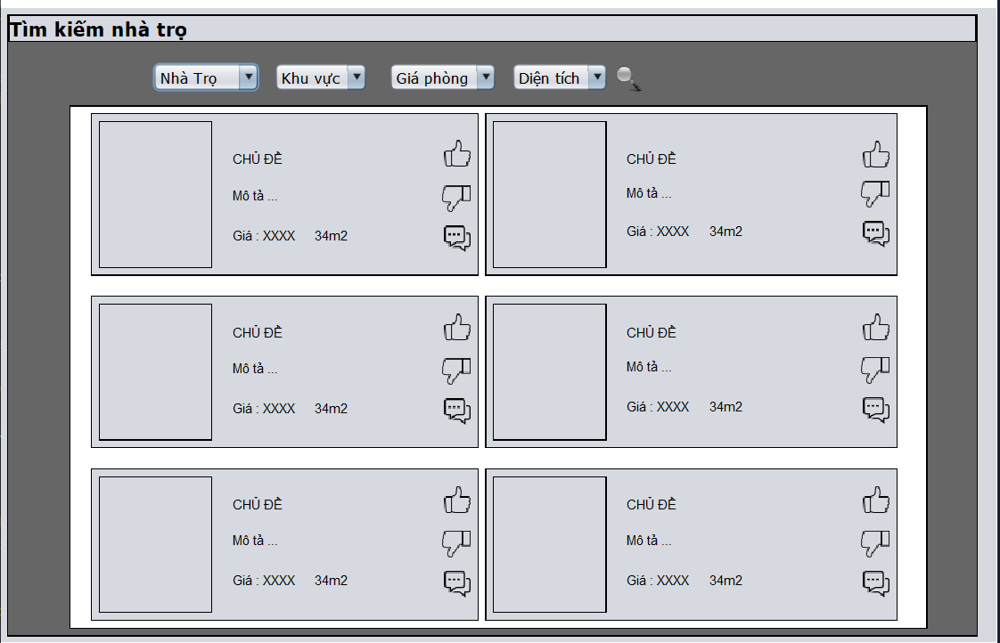 Tìm kiếm nhà trọ
Nhà Trọ Khu vực Giá phòng Diện tích
CHỦ ĐỀ
Mô tả ...
Giá : XXXX 34m2
CHỦ ĐỀ
Mô tả ...
Giá : XXXX 34m2
CHỦ ĐỀ
Mô tả ...
Giá : XXXX 34m2
CHỦ ĐỀ
Mô tả ...
Giá : XXXX 34m2
CHỦ ĐỀ
Mô tả ...
Giá : XXXX 34m2
CHỦ ĐỀ
Mô tả ...
Giá : XXXX 34m2